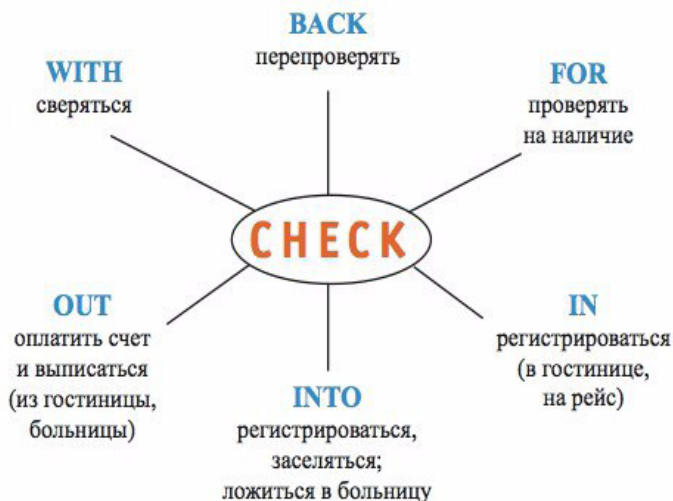 BACK
перепроверять
WITH
сверяться
FOR
проверять
на наличие
CHECK
OUT
оплатить счет
и выписаться
(из гостиницы,
больницы)
INTO
регистрироваться,
заселяться;
ложиться в больницу
IN
регистрироваться
(в гостинице,
на рейс)